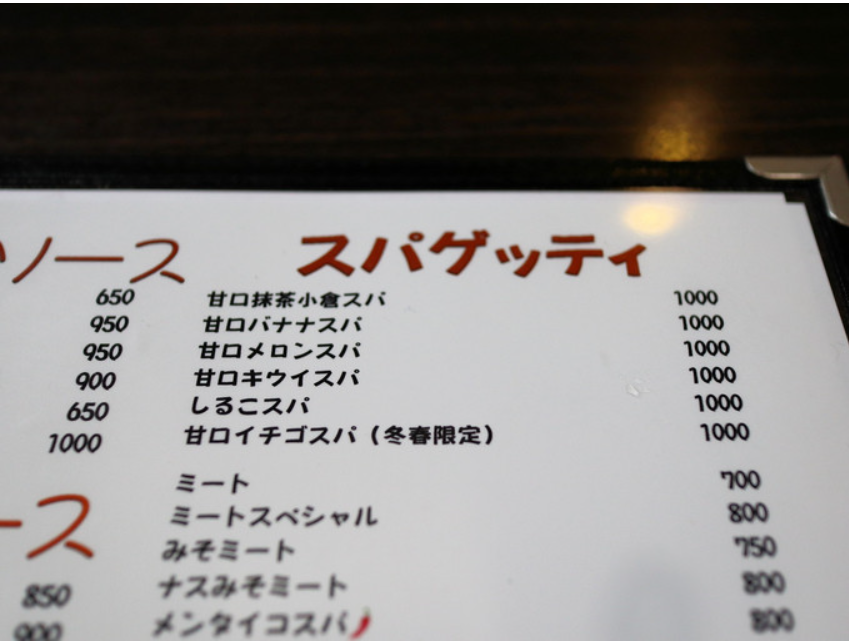 ソース
650
950
950
900
650
1000
ース
850
900
スパゲッティ
甘口抹茶小倉スパ 1000
甘口バナナスパ 1000
甘口メロンスパ 1000
甘口キウイスパ 1000
しるこスパ 1000
甘口イチゴスパ（冬春限定） 1000
ミート 700
ミートスペシャル 800
みそミート 750
ナスみそミート 800
メンタイコスパ 800